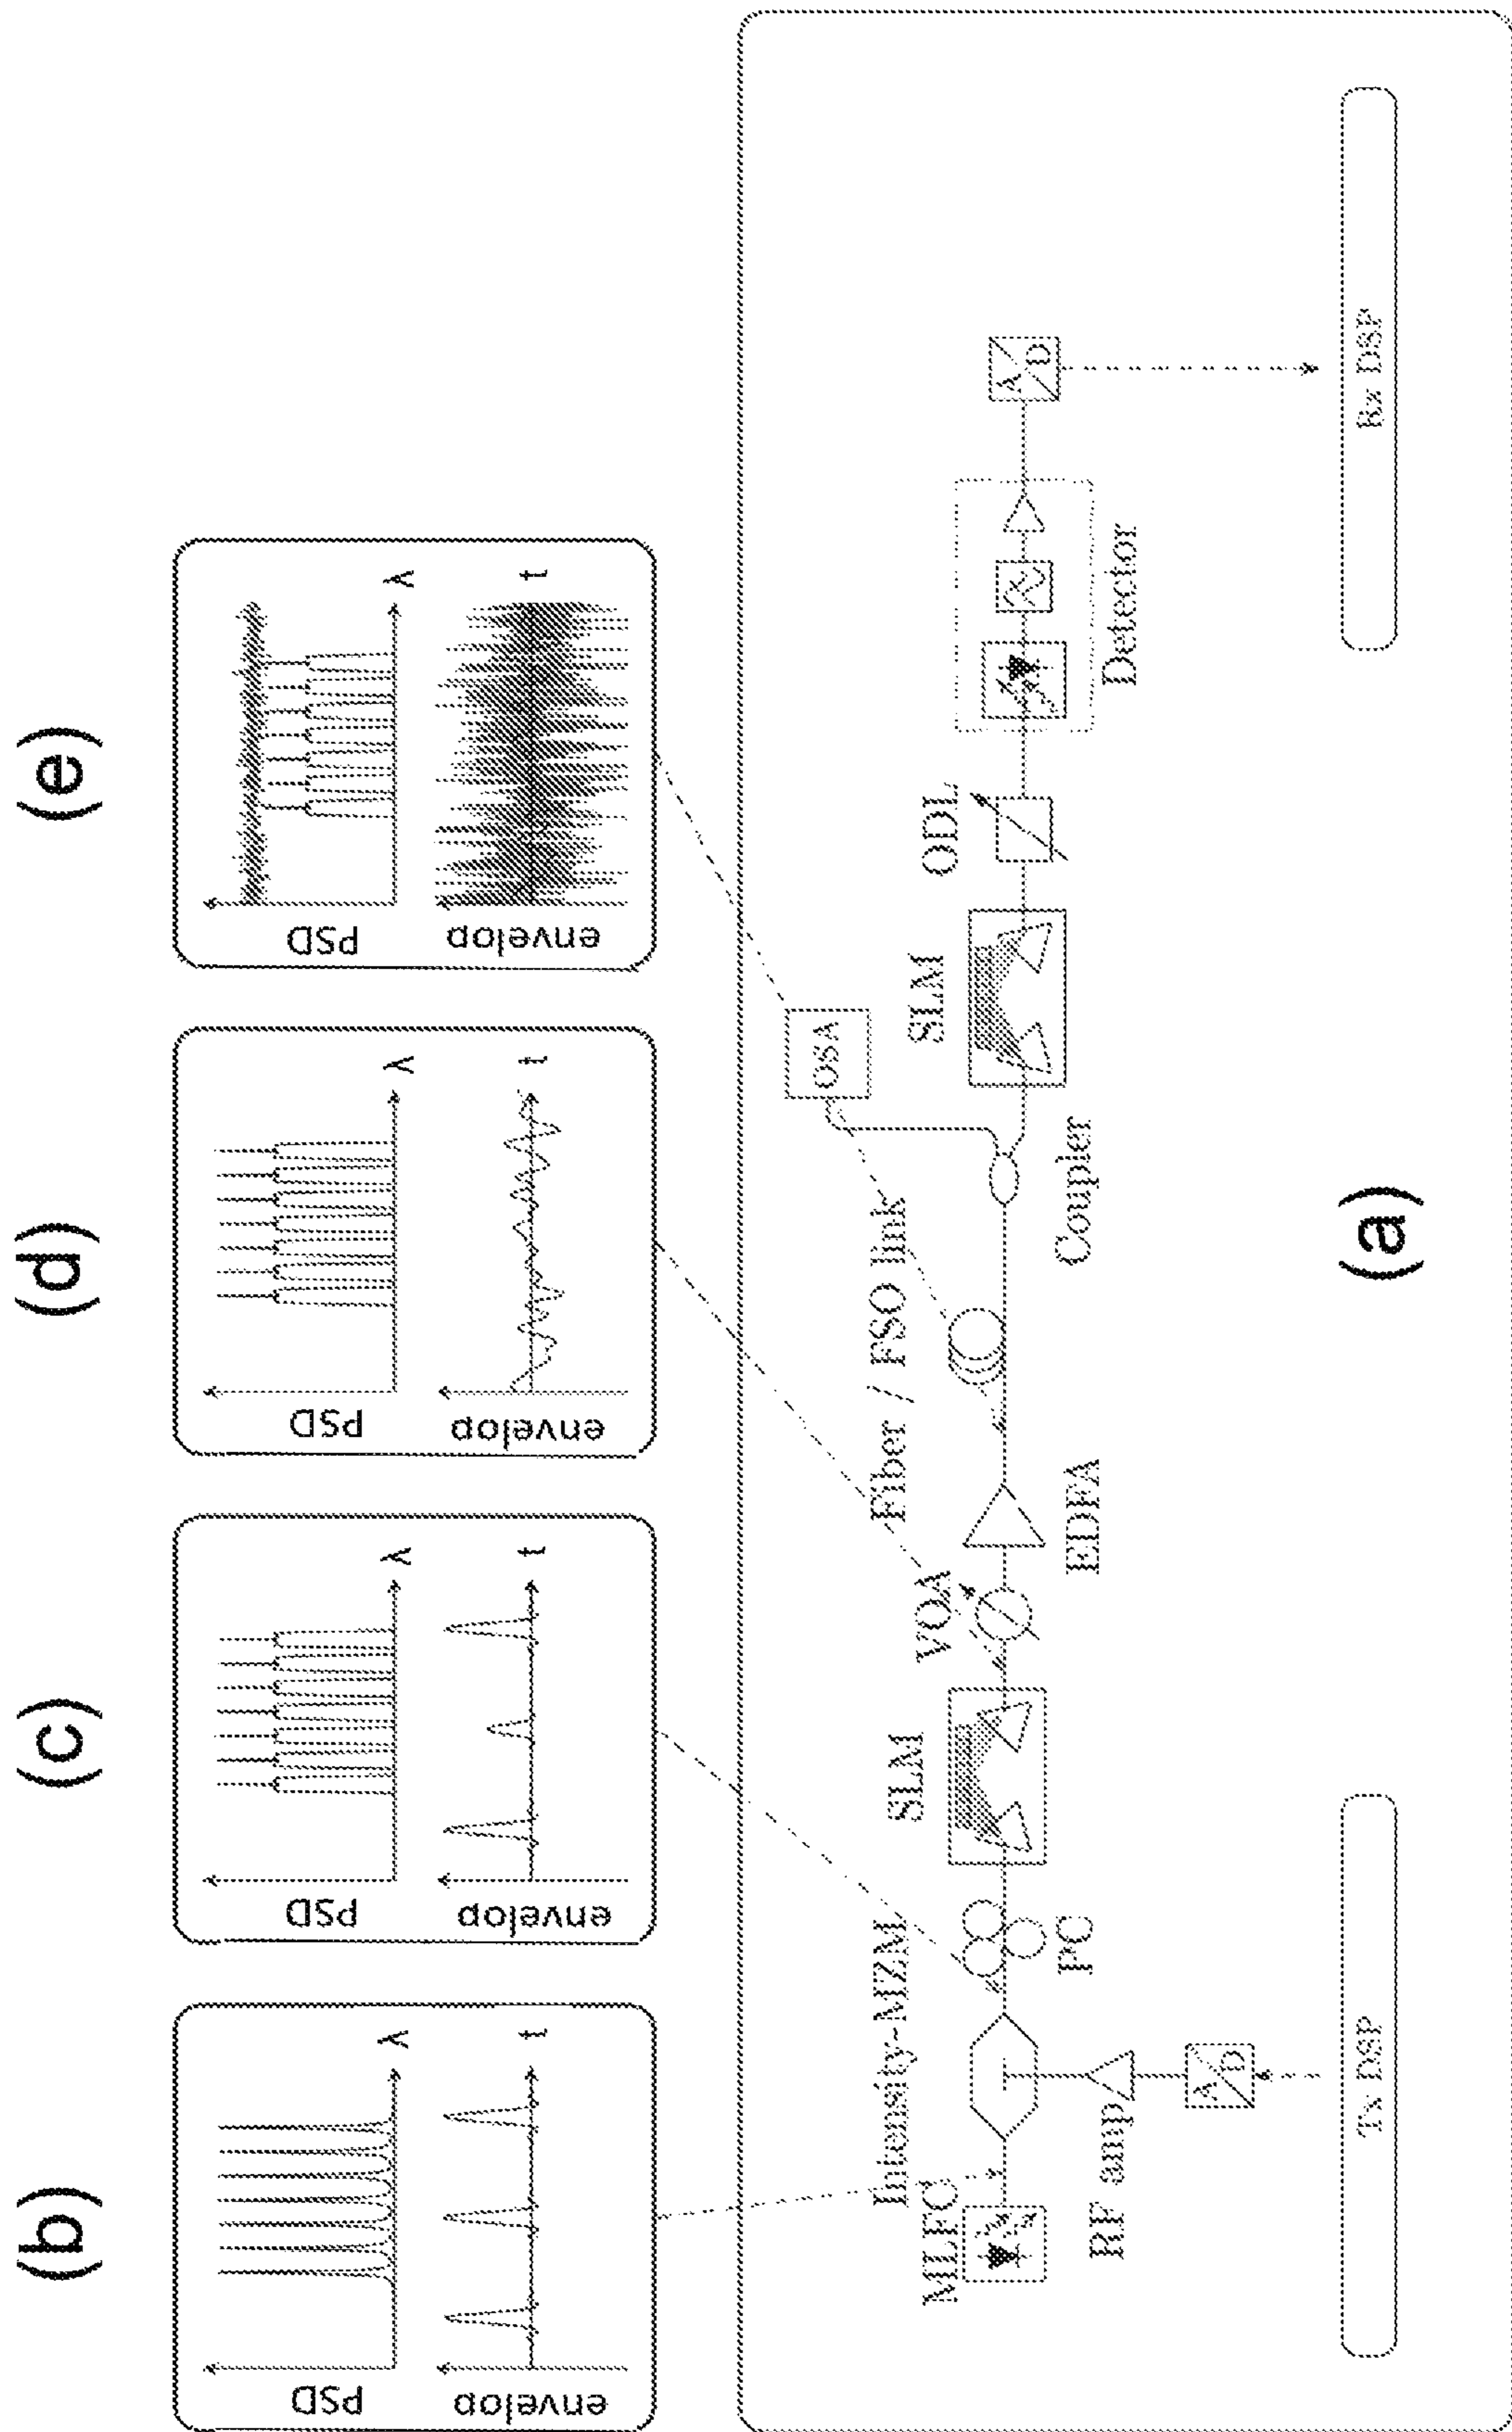 (b)
(c)
(d)
(e)
PSD
λ
envelop
t
PSD
λ
envelop
t
PSD
λ
envelop
t
PSD
λ
envelop
t
OSA
MLFC
Intensity-MZM
RF amp
A
D
PC
SLM
VOA
EDFA
Fiber / FSO link
Coupler
SLM
ODL
Detector
A
D
Tx DSP
Rx DSP
(a)